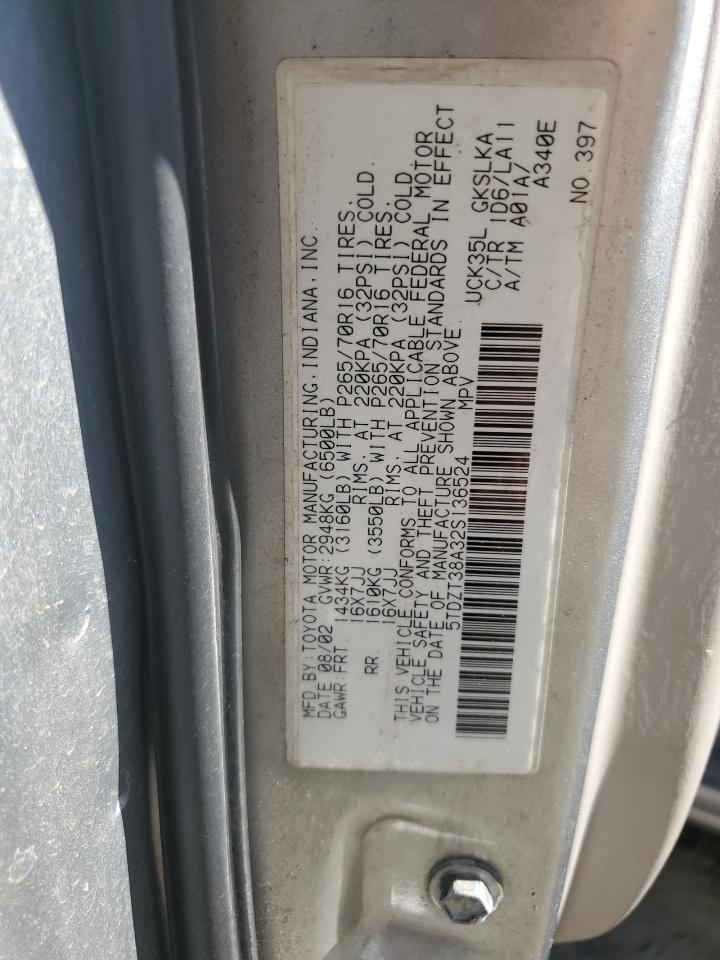 MFD.BY:TOYOTA MOTOR MANUFACTURING,INDIANA,INC.
DATE 08/02 GVWR:2948KG (6500LB)
GAWR:FRT. 1434KG (3160LB) WITH P265/70R16 TIRES,
16X7JJ RIMS, AT 220KPA (32PSI) COLD.
RR. 1610KG (3550LB) WITH P265/70R16 TIRES,
16X7JJ RIMS, AT 220KPA (32PSI) COLD
THIS VEHICLE CONFORMS TO ALL APPLICABLE FEDERAL MOTOR
VEHICLE SAFETY AND THEFT PREVENTION STANDARDS IN EFFECT
ON THE DATE OF MANUFACTURE SHOWN ABOVE.
5TDZT38A32S136524 MPV
UCK35L GKSLKA
C/TR 1D6/LA11
A/TM A01A/
A340E
NO.397